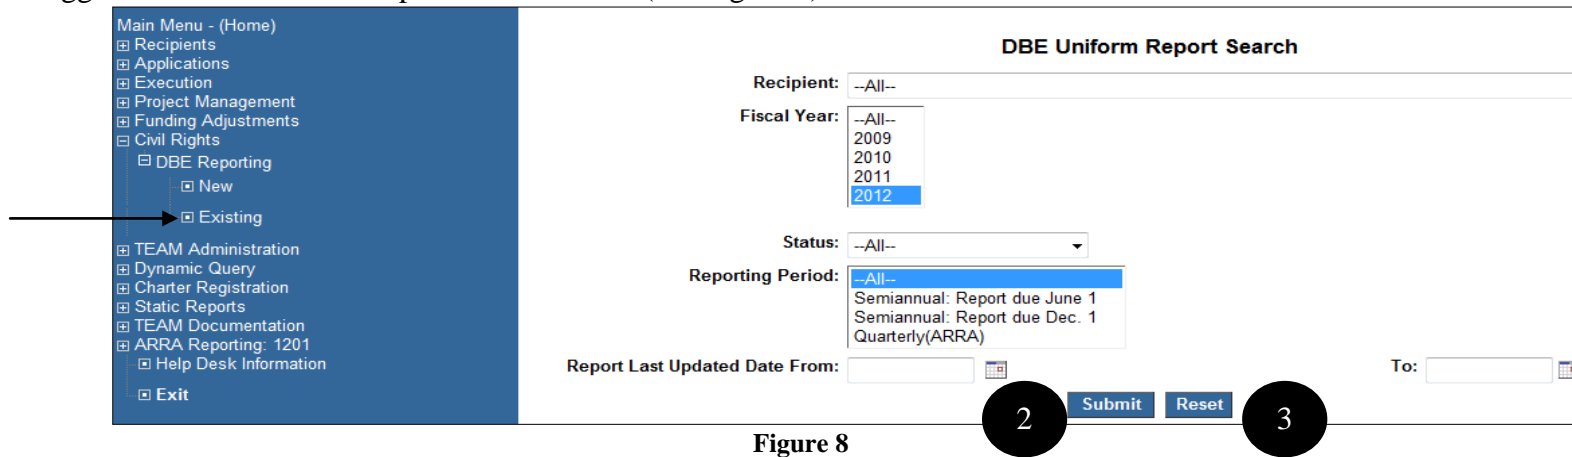 Main Menu - (Home)
Recipients
Applications
Execution
Project Management
Funding Adjustments
Civil Rights
DBE Reporting
New
Existing
TEAM Administration
Dynamic Query
Charter Registration
Static Reports
TEAM Documentation
ARRA Reporting: 1201
Help Desk Information
Exit
DBE Uniform Report Search
Recipient: --All--
Fiscal Year: --All--
2009
2010
2011
2012
Status: --All--
Reporting Period: --All--
Semiannual: Report due June 1
Semiannual: Report due Dec. 1
Quarterly(ARRA)
Report Last Updated Date From: To:
2 Submit Reset 3
Figure 8